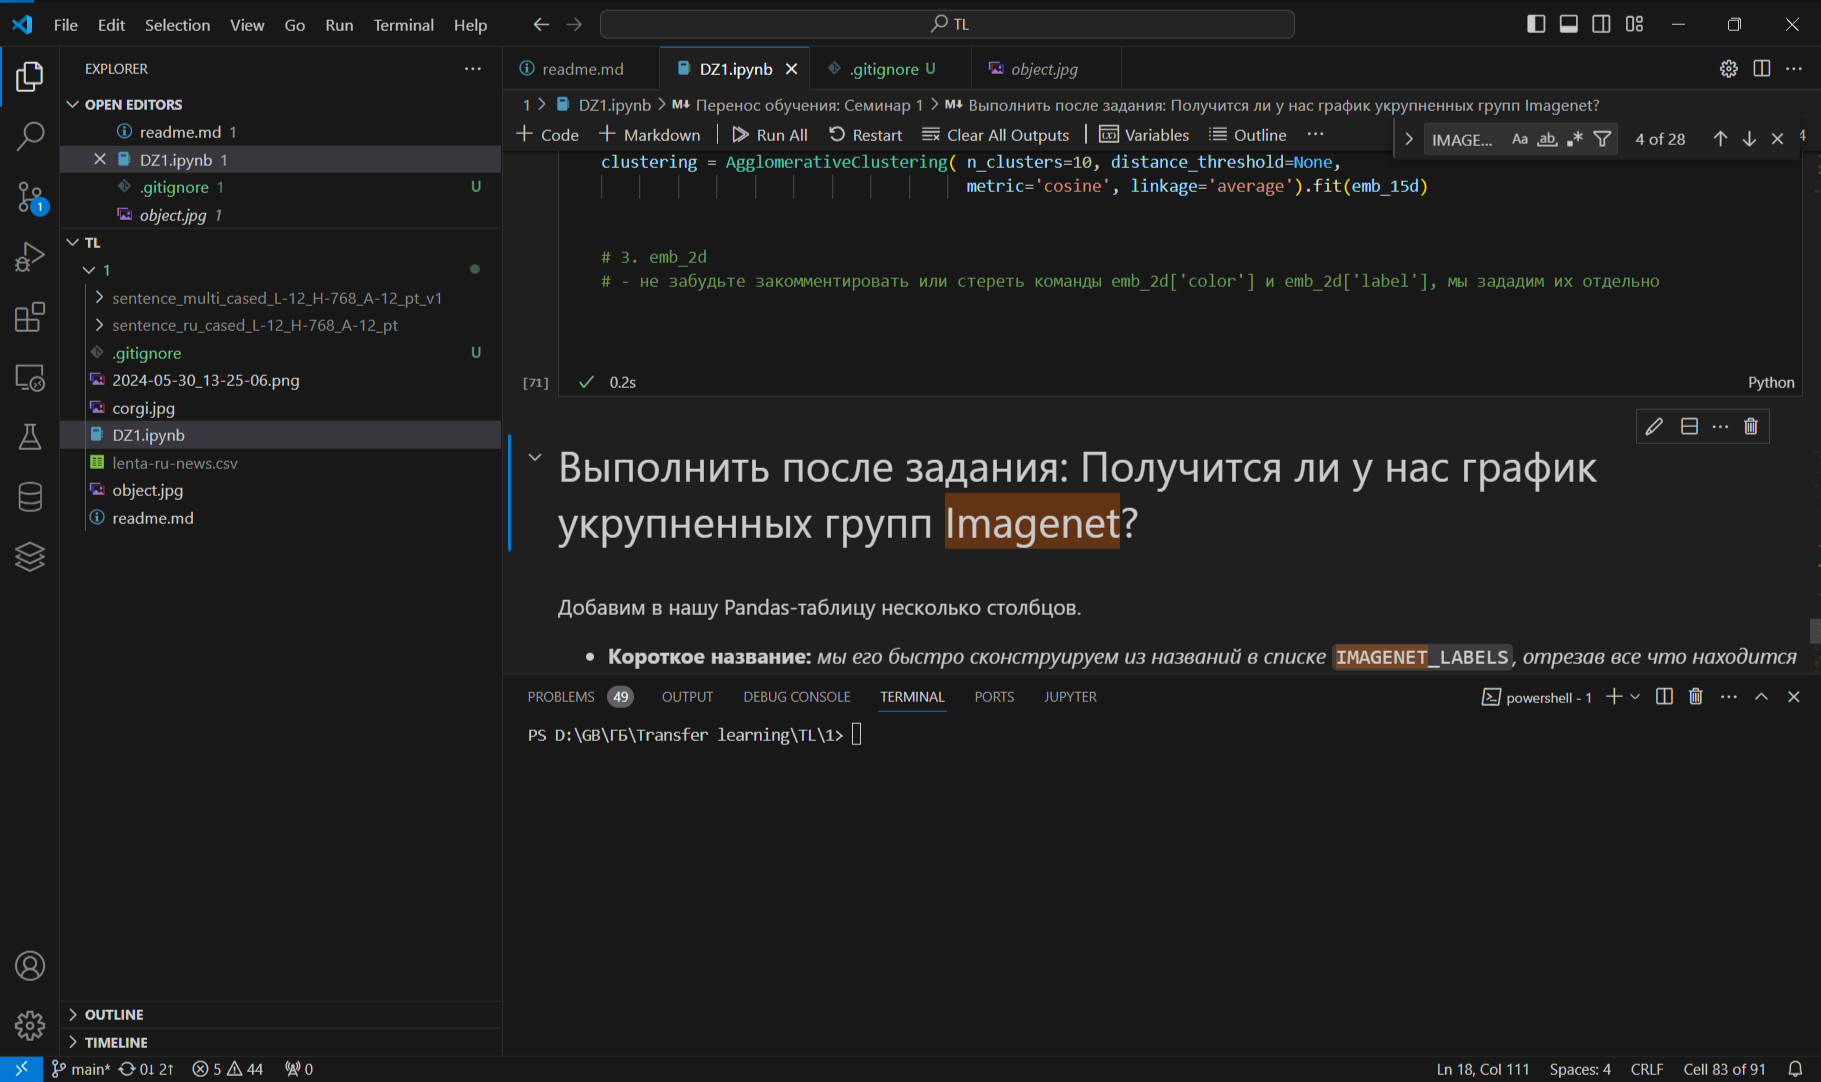 File Edit Selection View Go Run Terminal Help
TL
EXPLORER
OPEN EDITORS
readme.md 1
DZ1.ipynb 1
.gitignore 1 U
object.jpg 1
TL
1
sentence_multi_cased_L-12_H-768_A-12_pt_v1
sentence_ru_cased_L-12_H-768_A-12_pt
.gitignore U
2024-05-30_13-25-06.png
corgi.jpg
DZ1.ipynb
lenta-ru-news.csv
object.jpg
readme.md
OUTLINE
TIMELINE
readme.md DZ1.ipynb .gitignore U object.jpg
1 > DZ1.ipynb > M↓ Перенос обучения: Семинар 1 > M↓ Выполнить после задания: Получится ли у нас график укрупненных групп Imagenet?
+ Code + Markdown Run All Restart Clear All Outputs Variables Outline ...
IMAGE... Aa ab .* 4 of 28
4
clustering = AgglomerativeClustering( n_clusters=10, distance_threshold=None,
metric='cosine', linkage='average').fit(emb_15d)
# 3. emb_2d
# - не забудьте закомментировать или стереть команды emb_2d['color'] и emb_2d['label'], мы зададим их отдельно
[71] 0.2s Python
Выполнить после задания: Получится ли у нас график
укрупненных групп Imagenet?
Добавим в нашу Pandas-таблицу несколько столбцов.
• Короткое название: мы его быстро сконструируем из названий в списке IMAGENET_LABELS, отрезав все что находится
PROBLEMS 49 OUTPUT DEBUG CONSOLE TERMINAL PORTS JUPYTER
powershell - 1
PS D:\GB\ГБ\Transfer learning\TL\1>
1
main* 0↓ 2↑ 5 44 0
Ln 18, Col 111 Spaces: 4 CRLF Cell 83 of 91